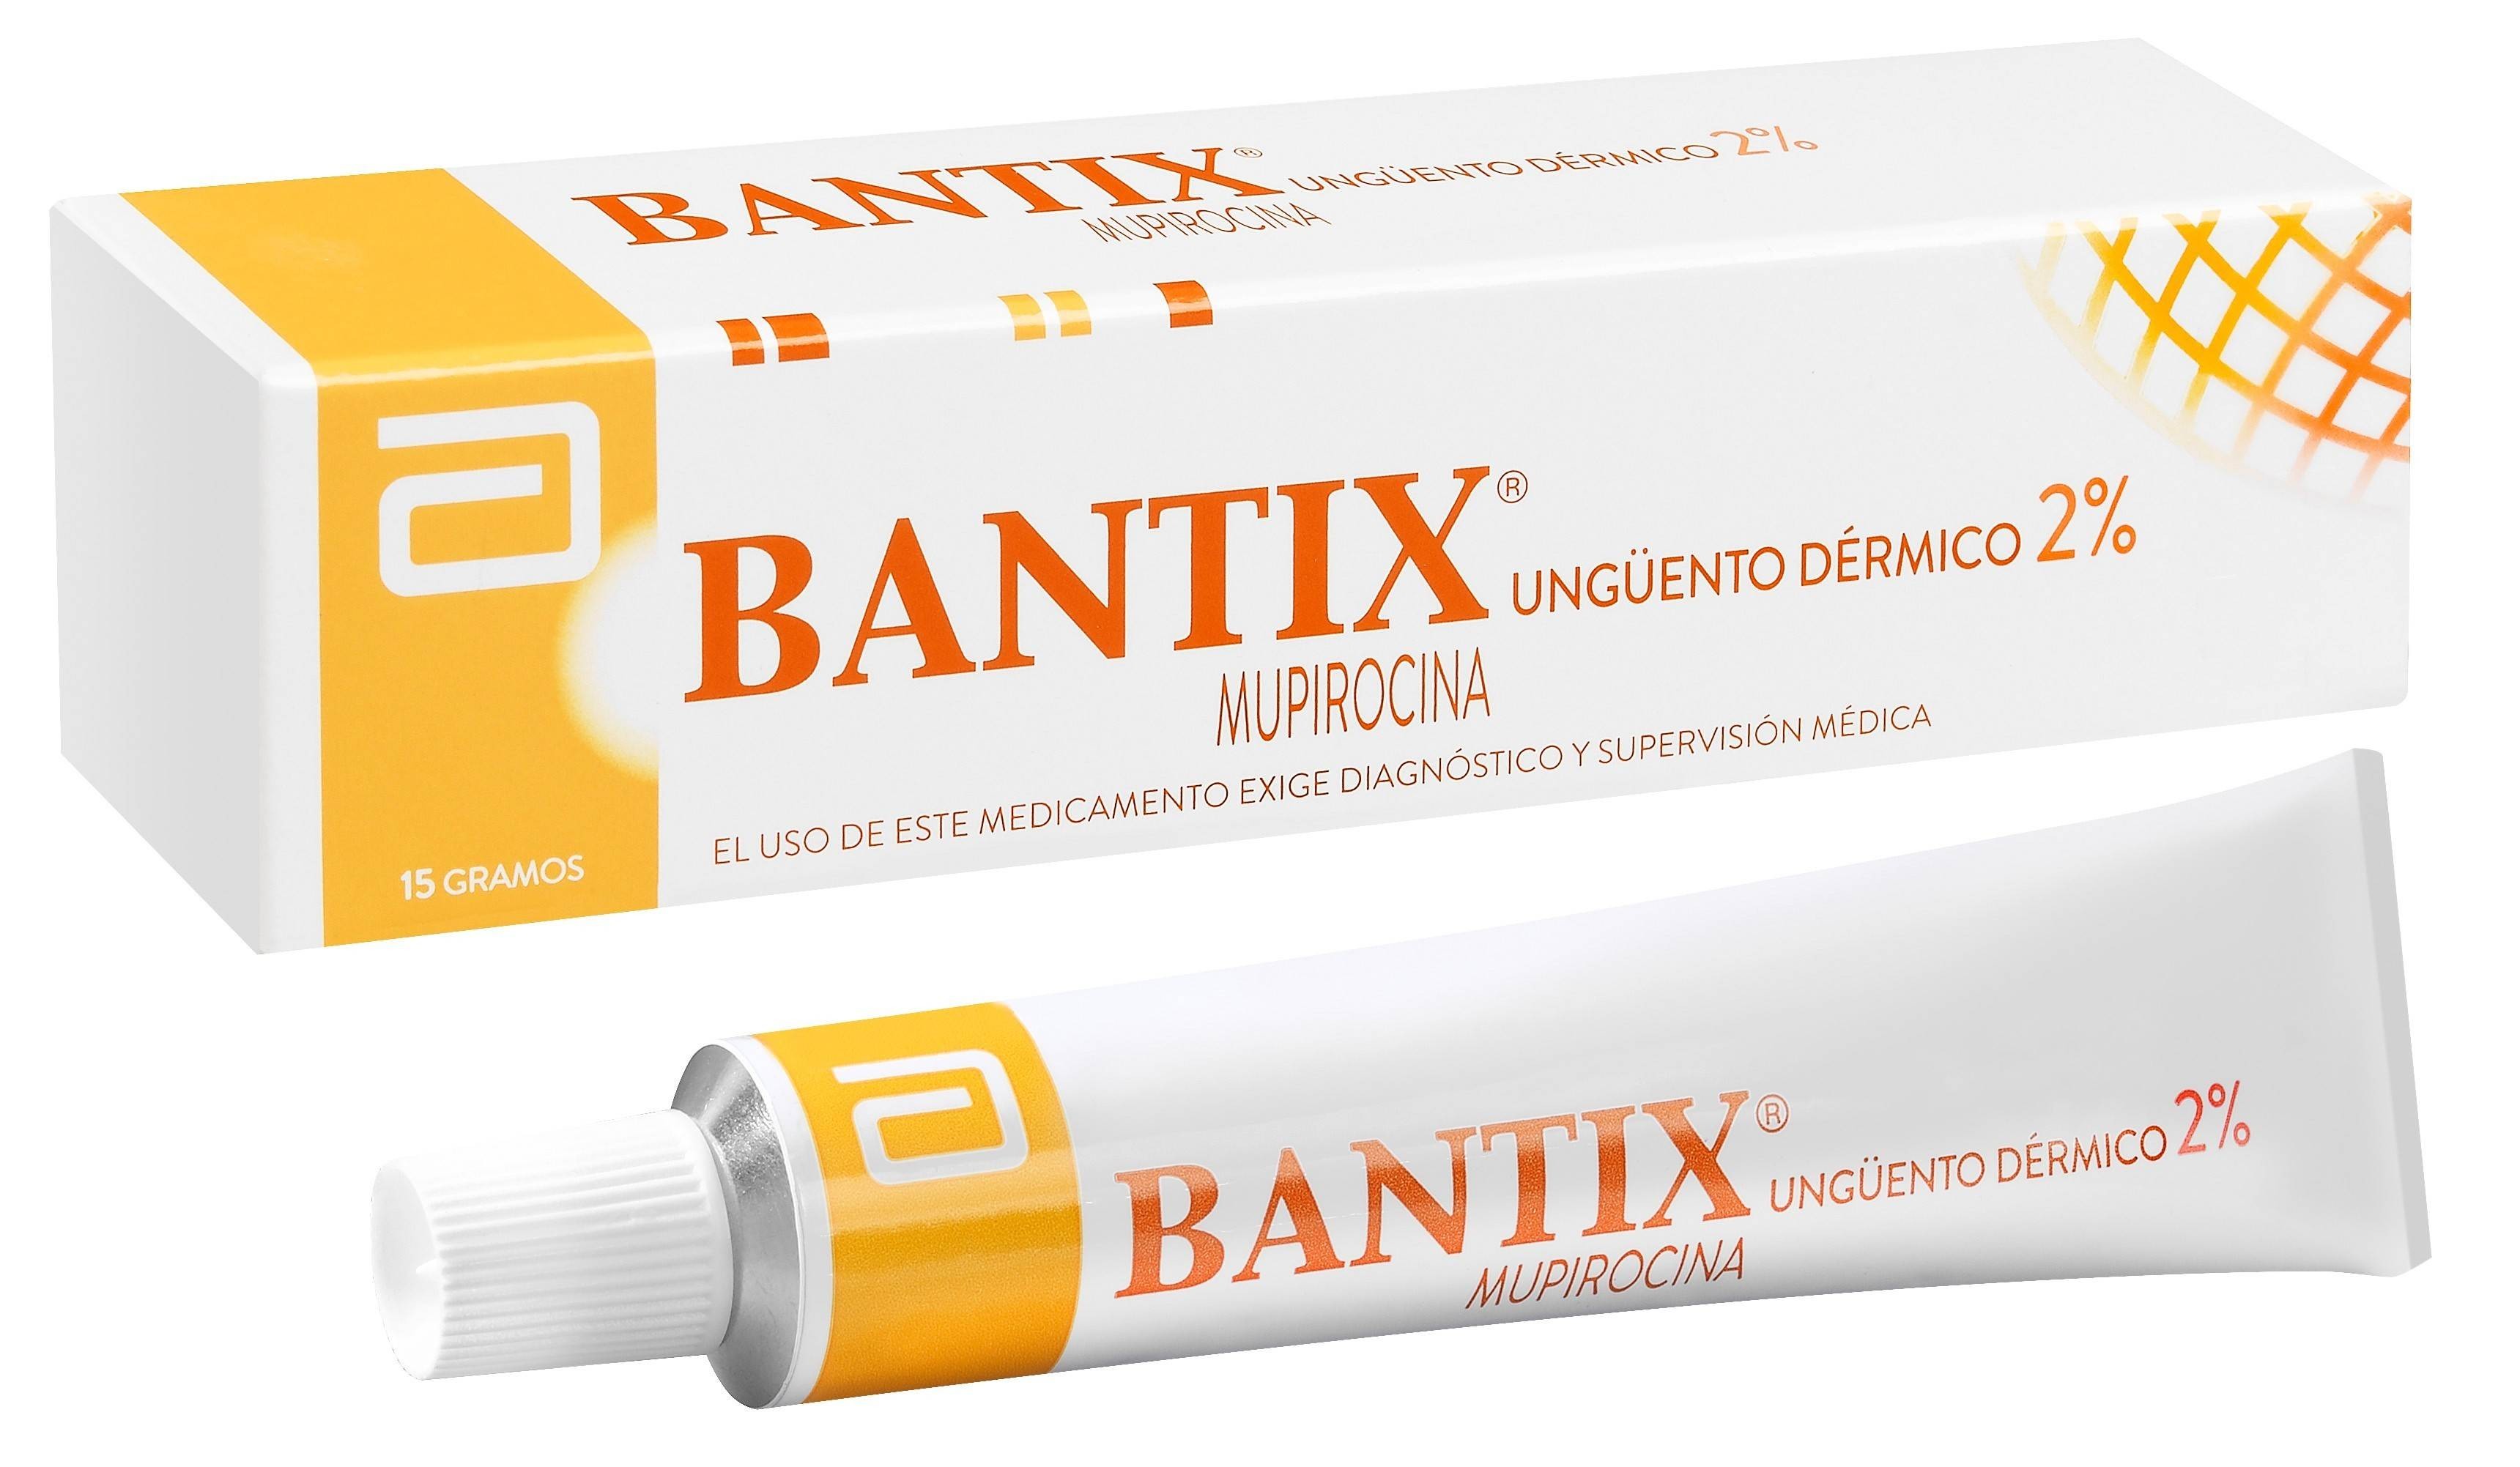 BANTIX® UNGÜENTO DÉRMICO 2%
MUPIROCINA
BANTIX® UNGÜENTO DÉRMICO 2%
MUPIROCINA
EL USO DE ESTE MEDICAMENTO EXIGE DIAGNÓSTICO Y SUPERVISIÓN MÉDICA
15 GRAMOS
BANTIX® UNGÜENTO DÉRMICO 2%
MUPIROCINA